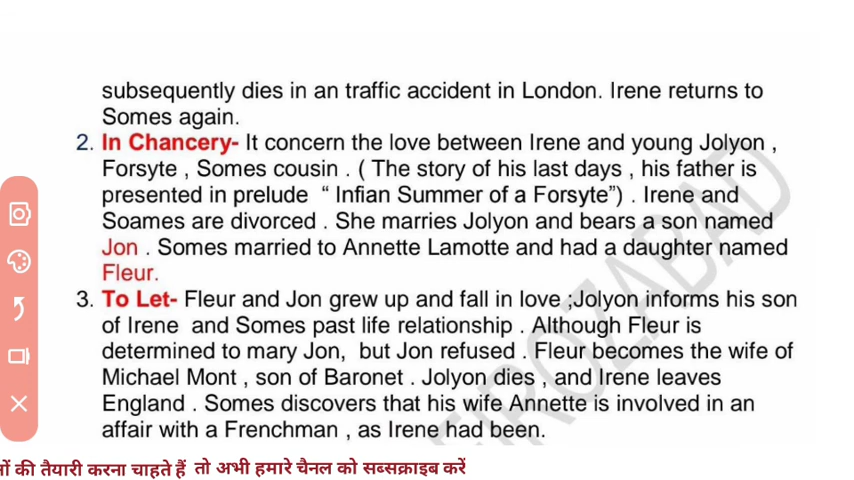 subsequently dies in an traffic accident in London. Irene returns to
Somes again.
2. In Chancery- It concern the love between Irene and young Jolyon ,
Forsyte , Somes cousin . ( The story of his last days , his father is
presented in prelude “ Infian Summer of a Forsyte”) . Irene and
Soames are divorced . She marries Jolyon and bears a son named
Jon . Somes married to Annette Lamotte and had a daughter named
Fleur.
3. To Let- Fleur and Jon grew up and fall in love ;Jolyon informs his son
of Irene and Somes past life relationship . Although Fleur is
determined to mary Jon, but Jon refused . Fleur becomes the wife of
Michael Mont , son of Baronet . Jolyon dies , and Irene leaves
England . Somes discovers that his wife Annette is involved in an
affair with a Frenchman , as Irene had been.
की तैयारी करना चाहते हैं तो अभी हमारे चैनल को सब्सक्राइब करें